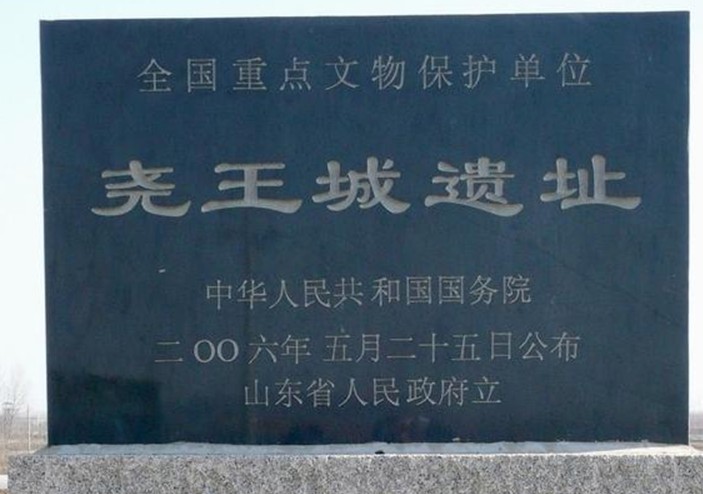 全国重点文物保护单位
尧王城遗址
中华人民共和国国务院
二OO六年五月二十五日公布
山东省人民政府立